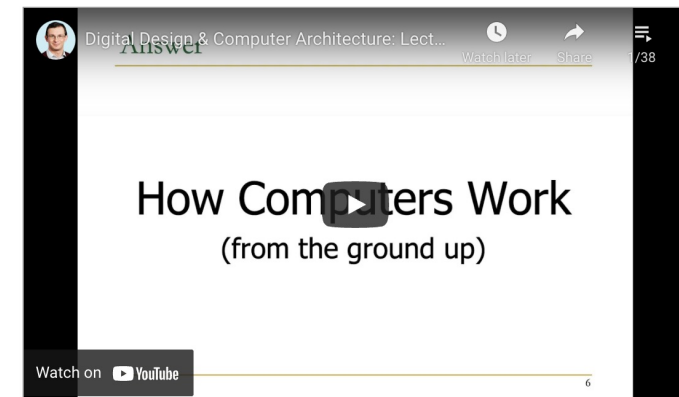 Digital Design & Computer Architecture: Lect...
Answer
Watch later
Share
1/38
How Computers Work
(from the ground up)
Watch on YouTube
6